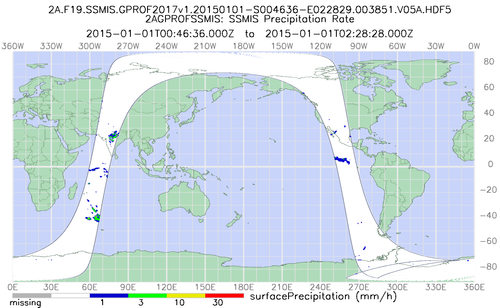 2A.F19.SSMIS.GPROF2017v1.20150101-S004636-E022829.003851.V05A.HDF5
2AGPROFSSMIS: SSMIS Precipitation Rate
2015-01-01T00:46:36.000Z to 2015-01-01T02:28:28.000Z
360W 330W 300W 270W 240W 210W 180W 150W 120W 90W 60W 30W 0W
80
60
40
20
0
-20
-40
-60
-80
0E 30E 60E 90E 120E 150E 180E 210E 240E 270E 300E 330E 360E
missing 1 3 10 30 surfacePrecipitation (mm/h)